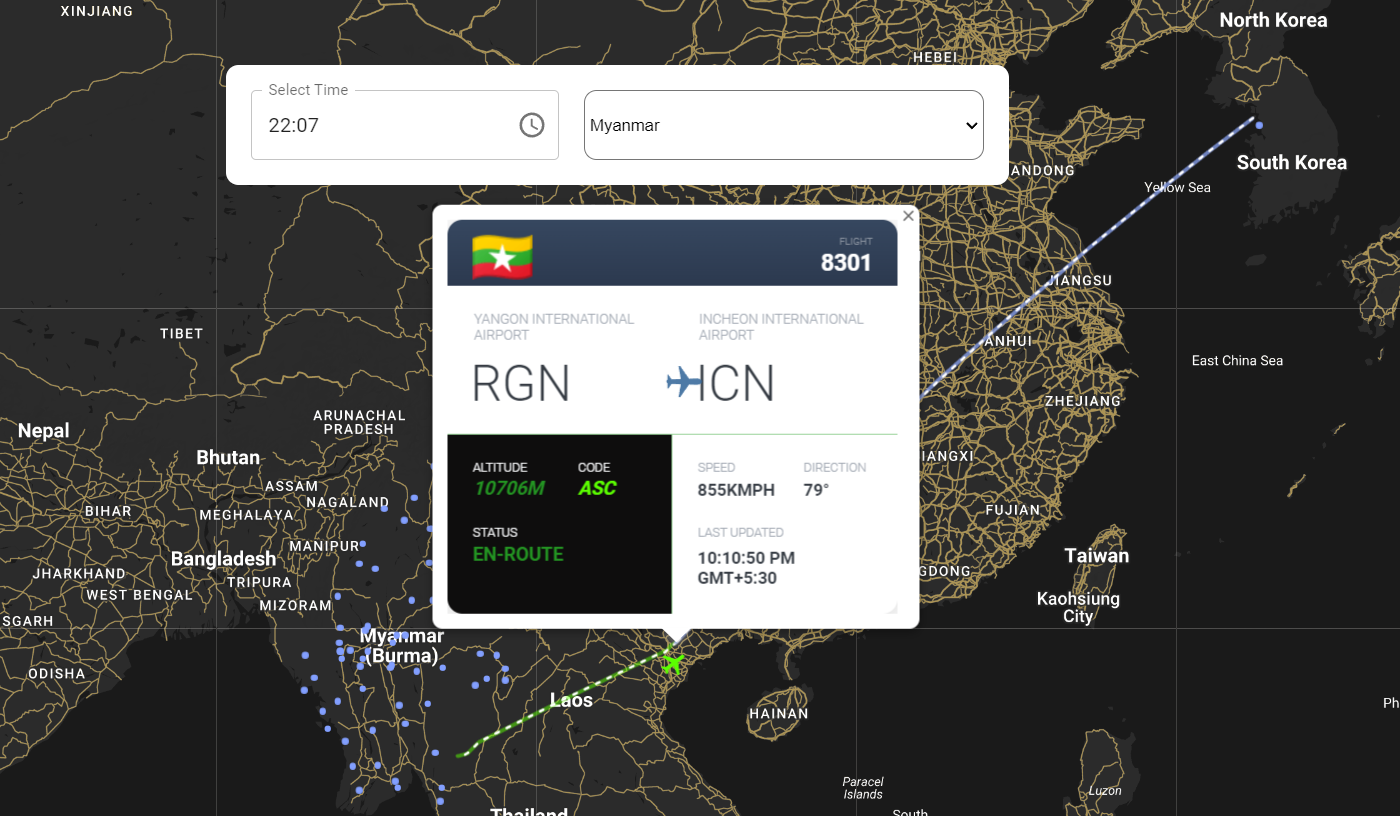 XINJIANG
North Korea
HEBEI
Select Time
22:07
Myanmar
ANDONG
South Korea
Yellow Sea
FLIGHT
8301
JIANGSU
YANGON INTERNATIONAL
AIRPORT
INCHEON INTERNATIONAL
AIRPORT
TIBET
ANHUI
East China Sea
RGN
ICN
ZHEJIANG
ARUNACHAL
PRADESH
Nepal
Bhutan
IANGXI
ALTITUDE
CODE
SPEED
DIRECTION
10706M
ASC
855KMPH
79°
ASSAM
NAGALAND
BIHAR
MEGHALAYA
FUJIAN
STATUS
LAST UPDATED
EN-ROUTE
10:10:50 PM
GMT+5:30
MANIPUR
Bangladesh
Taiwan
JHARKHAND
TRIPURA
GDONG
WEST BENGAL
MIZORAM
Kaohsiung
City
SGARH
Myanmar
(Burma)
ODISHA
Laos
HAINAN
Ph
Paracel
Islands
Luzon
Thailand
South